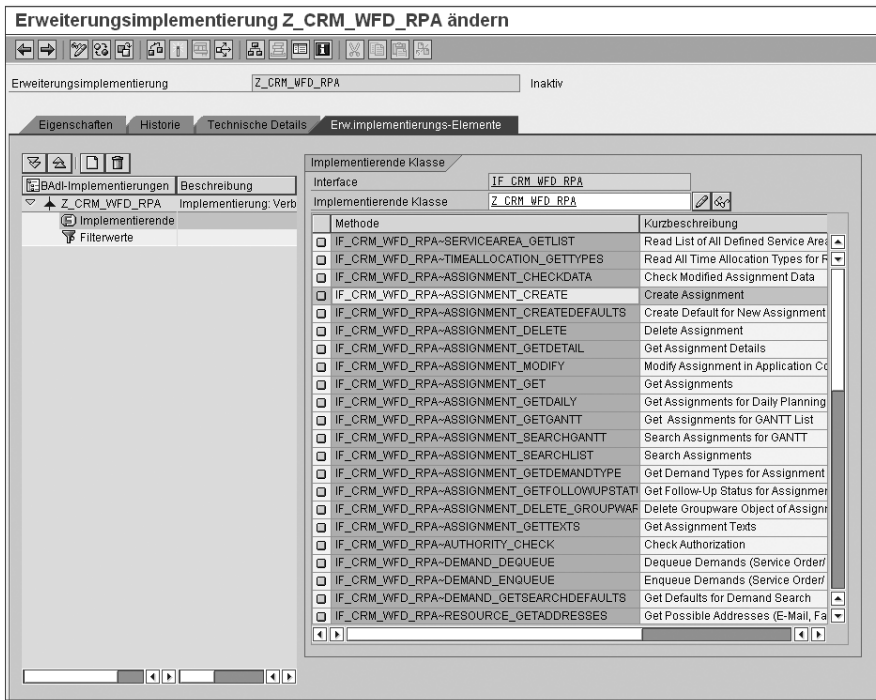 Erweiterungsimplementierung Z_CRM_WFD_RPA ändern
Erweiterungsimplementierung Z_CRM_WFD_RPA Inaktiv
Eigenschaften Historie Technische Details Erw.implementierungs-Elemente
Implementierende Klasse
BAdI-Implementierungen Beschreibung
Interface IF_CRM_WFD_RPA
Z_CRM_WFD_RPA Implementierung: Verb
Implementierende Klasse Z_CRM_WFD_RPA
Implementierende
Filterwerte
Methode Kurzbeschreibung
IF_CRM_WFD_RPA~SERVICEAREA_GETLIST Read List of All Defined Service Area
IF_CRM_WFD_RPA~TIMEALLOCATION_GETTYPES Read All Time Allocation Types for R
IF_CRM_WFD_RPA~ASSIGNMENT_CHECKDATA Check Modified Assignment Data
IF_CRM_WFD_RPA~ASSIGNMENT_CREATE Create Assignment
IF_CRM_WFD_RPA~ASSIGNMENT_CREATEDEFAULTS Create Default for New Assignment
IF_CRM_WFD_RPA~ASSIGNMENT_DELETE Delete Assignment
IF_CRM_WFD_RPA~ASSIGNMENT_GETDETAIL Get Assignment Details
IF_CRM_WFD_RPA~ASSIGNMENT_MODIFY Modify Assignment in Application Co
IF_CRM_WFD_RPA~ASSIGNMENT_GET Get Assignments
IF_CRM_WFD_RPA~ASSIGNMENT_GETDAILY Get Assignments for Daily Planning
IF_CRM_WFD_RPA~ASSIGNMENT_GETGANTT Get Assignments for GANTT List
IF_CRM_WFD_RPA~ASSIGNMENT_SEARCHGANTT Search Assignments for GANTT
IF_CRM_WFD_RPA~ASSIGNMENT_SEARCHLIST Search Assignments
IF_CRM_WFD_RPA~ASSIGNMENT_GETDEMANDTYPE Get Demand Types for Assignment
IF_CRM_WFD_RPA~ASSIGNMENT_GETFOLLOWUPSTAT Get Follow-Up Status for Assignmen
IF_CRM_WFD_RPA~ASSIGNMENT_DELETE_GROUPWAR Delete Groupware Object of Assign
IF_CRM_WFD_RPA~ASSIGNMENT_GETTEXTS Get Assignment Texts
IF_CRM_WFD_RPA~AUTHORITY_CHECK Check Authorization
IF_CRM_WFD_RPA~DEMAND_DEQUEUE Dequeue Demands (Service Order/
IF_CRM_WFD_RPA~DEMAND_ENQUEUE Enqueue Demands (Service Order/
IF_CRM_WFD_RPA~DEMAND_GETSEARCHDEFAULTS Get Defaults for Demand Search
IF_CRM_WFD_RPA~RESOURCE_GETADDRESSES Get Possible Addresses (E-Mail, Fa